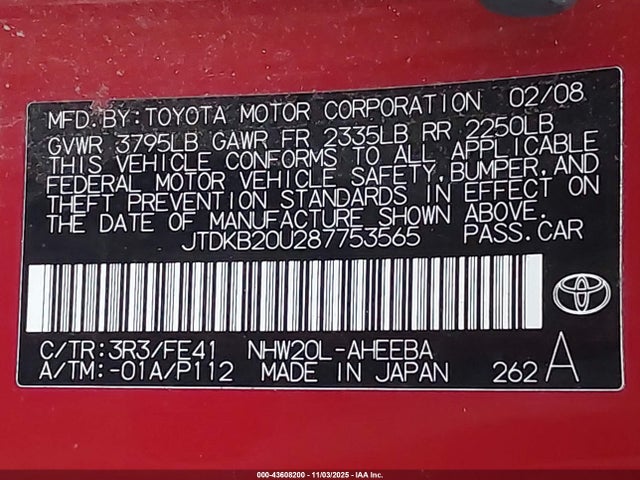 MFD. BY: TOYOTA MOTOR CORPORATION 02/08
GVWR 3795LB GAWR FR 2335LB RR 2250LB
THIS VEHICLE CONFORMS TO ALL APPLICABLE
FEDERAL MOTOR VEHICLE SAFETY, BUMPER, AND
THEFT PREVENTION STANDARDS IN EFFECT ON
THE DATE OF MANUFACTURE SHOWN ABOVE.
JTDKB20U287753565 PASS. CAR
C/TR: 3R3/FE41 NHW20L-AHEEBA
A/TM: -01A/P112 MADE IN JAPAN 262 A
000-43608200 - 11/03/2025 - IAA Inc.